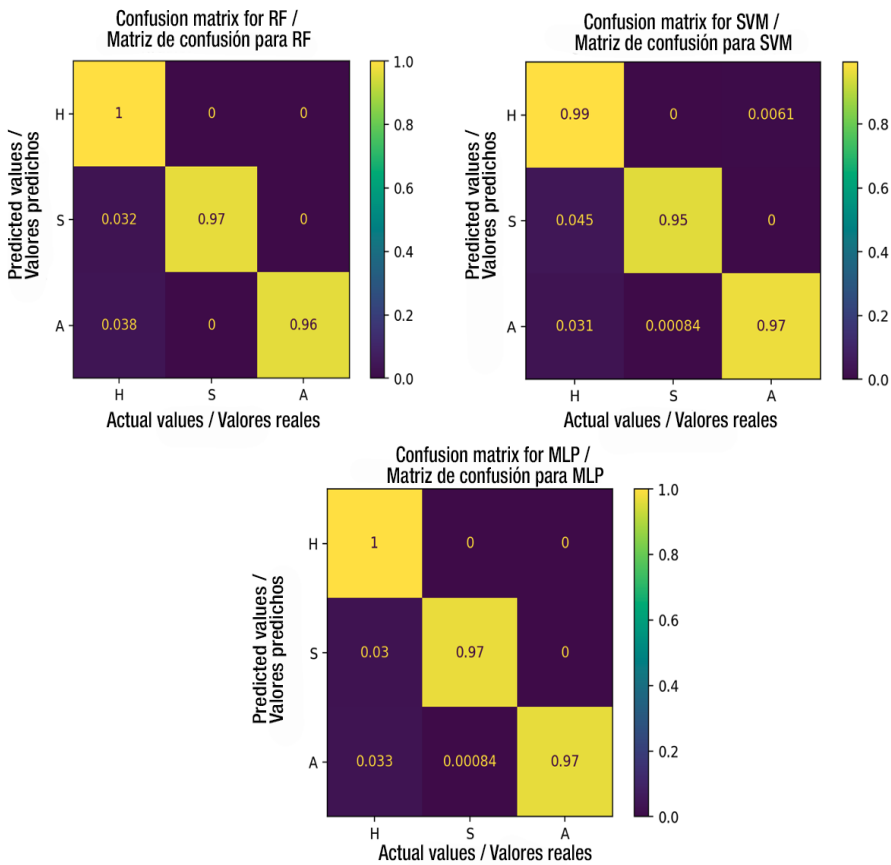 Confusion matrix for RF /
Matriz de confusión para RF
Predicted values /
Valores predichos
1.0
H 1 0 0
0.8
0.6
S 0.032 0.97 0
0.4
0.2
A 0.038 0 0.96
0.0
H S A
Actual values / Valores reales
Confusion matrix for SVM /
Matriz de confusión para SVM
Predicted values /
Valores predichos
H 0.99 0 0.0061
0.8
0.6
S 0.045 0.95 0
0.4
0.2
A 0.031 0.00084 0.97
0.0
H S A
Actual values / Valores reales
Confusion matrix for MLP /
Matriz de confusión para MLP
Predicted values /
Valores predichos
1.0
H 1 0 0
0.8
0.6
S 0.03 0.97 0
0.4
0.2
A 0.033 0.00084 0.97
0.0
H S A
Actual values / Valores reales